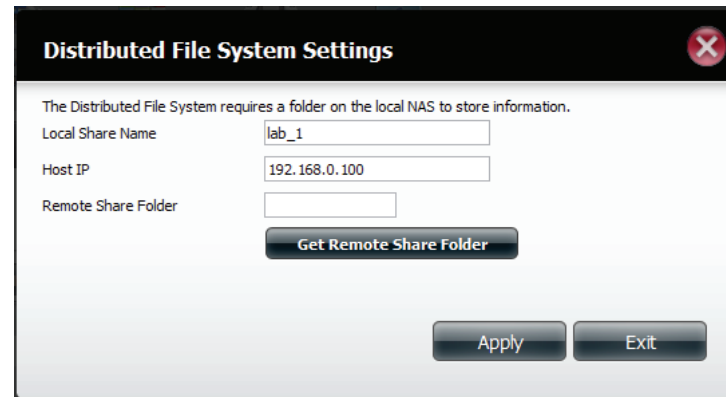 Distributed File System Settings
The Distributed File System requires a folder on the local NAS to store information.
Local Share Name lab_1
Host IP 192.168.0.100
Remote Share Folder
Get Remote Share Folder
Apply Exit